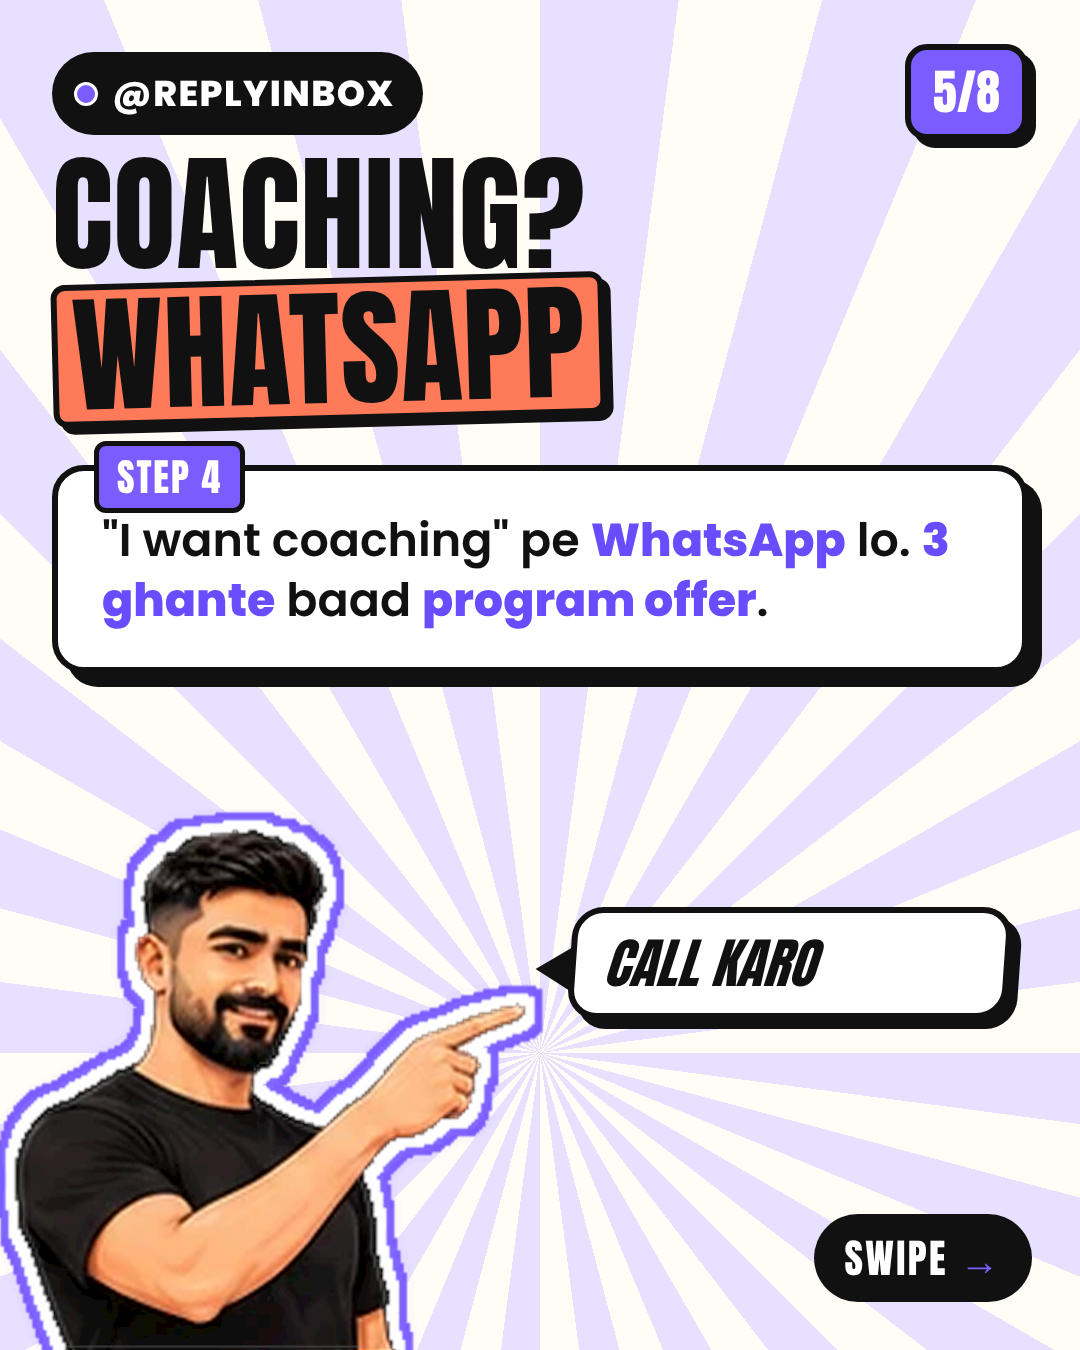 @REPLYINBOX
5/8
COACHING?
WHATSAPP
STEP 4
"I want coaching" pe WhatsApp lo. 3
ghante baad program offer.
CALL KARO
SWIPE →